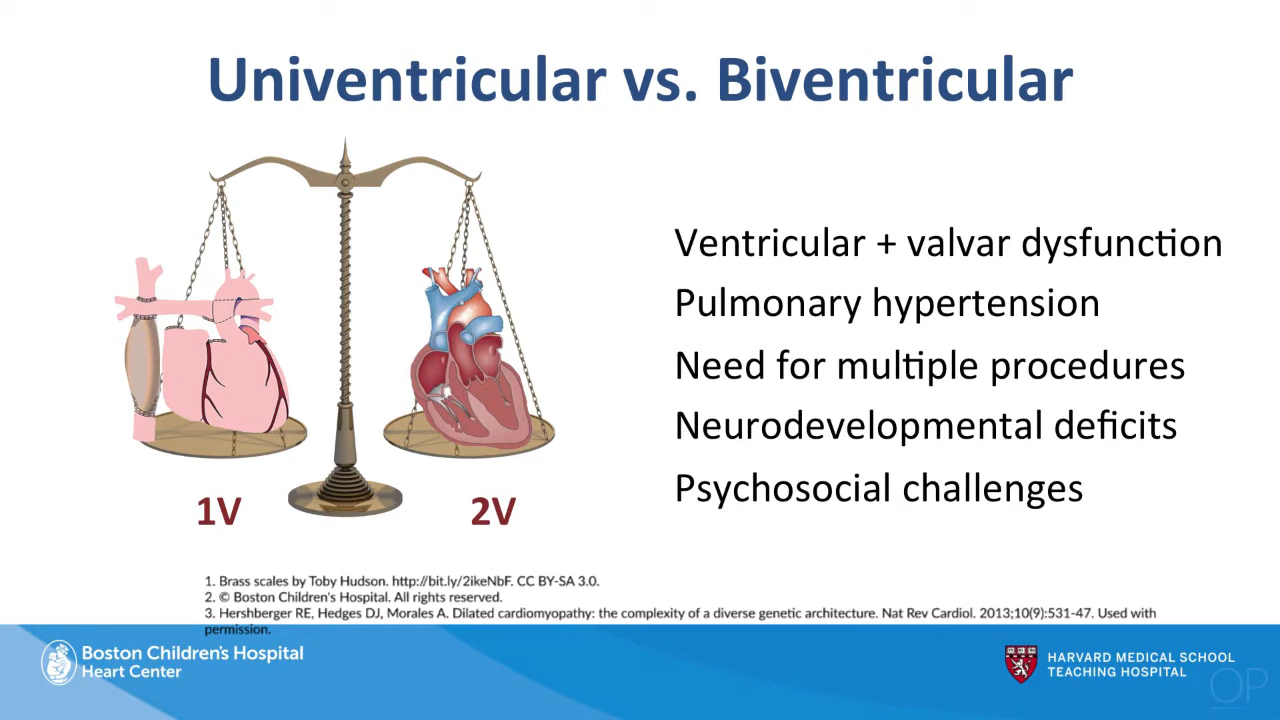 Univentricular vs. Biventricular
Ventricular + valvar dysfunction
Pulmonary hypertension
Need for multiple procedures
Neurodevelopmental deficits
Psychosocial challenges
1V
2V
1. Brass scales by Toby Hudson. http://bit.ly/2ikeNbF. CC BY-SA 3.0.
2. © Boston Children's Hospital. All rights reserved.
3. Hershberger RE, Hedges DJ, Morales A. Dilated cardiomyopathy: the complexity of a diverse genetic architecture. Nat Rev Cardiol. 2013;10(9):531-47. Used with
permission.
Boston Children's Hospital
Heart Center
HARVARD MEDICAL SCHOOL
TEACHING HOSPITAL
OP